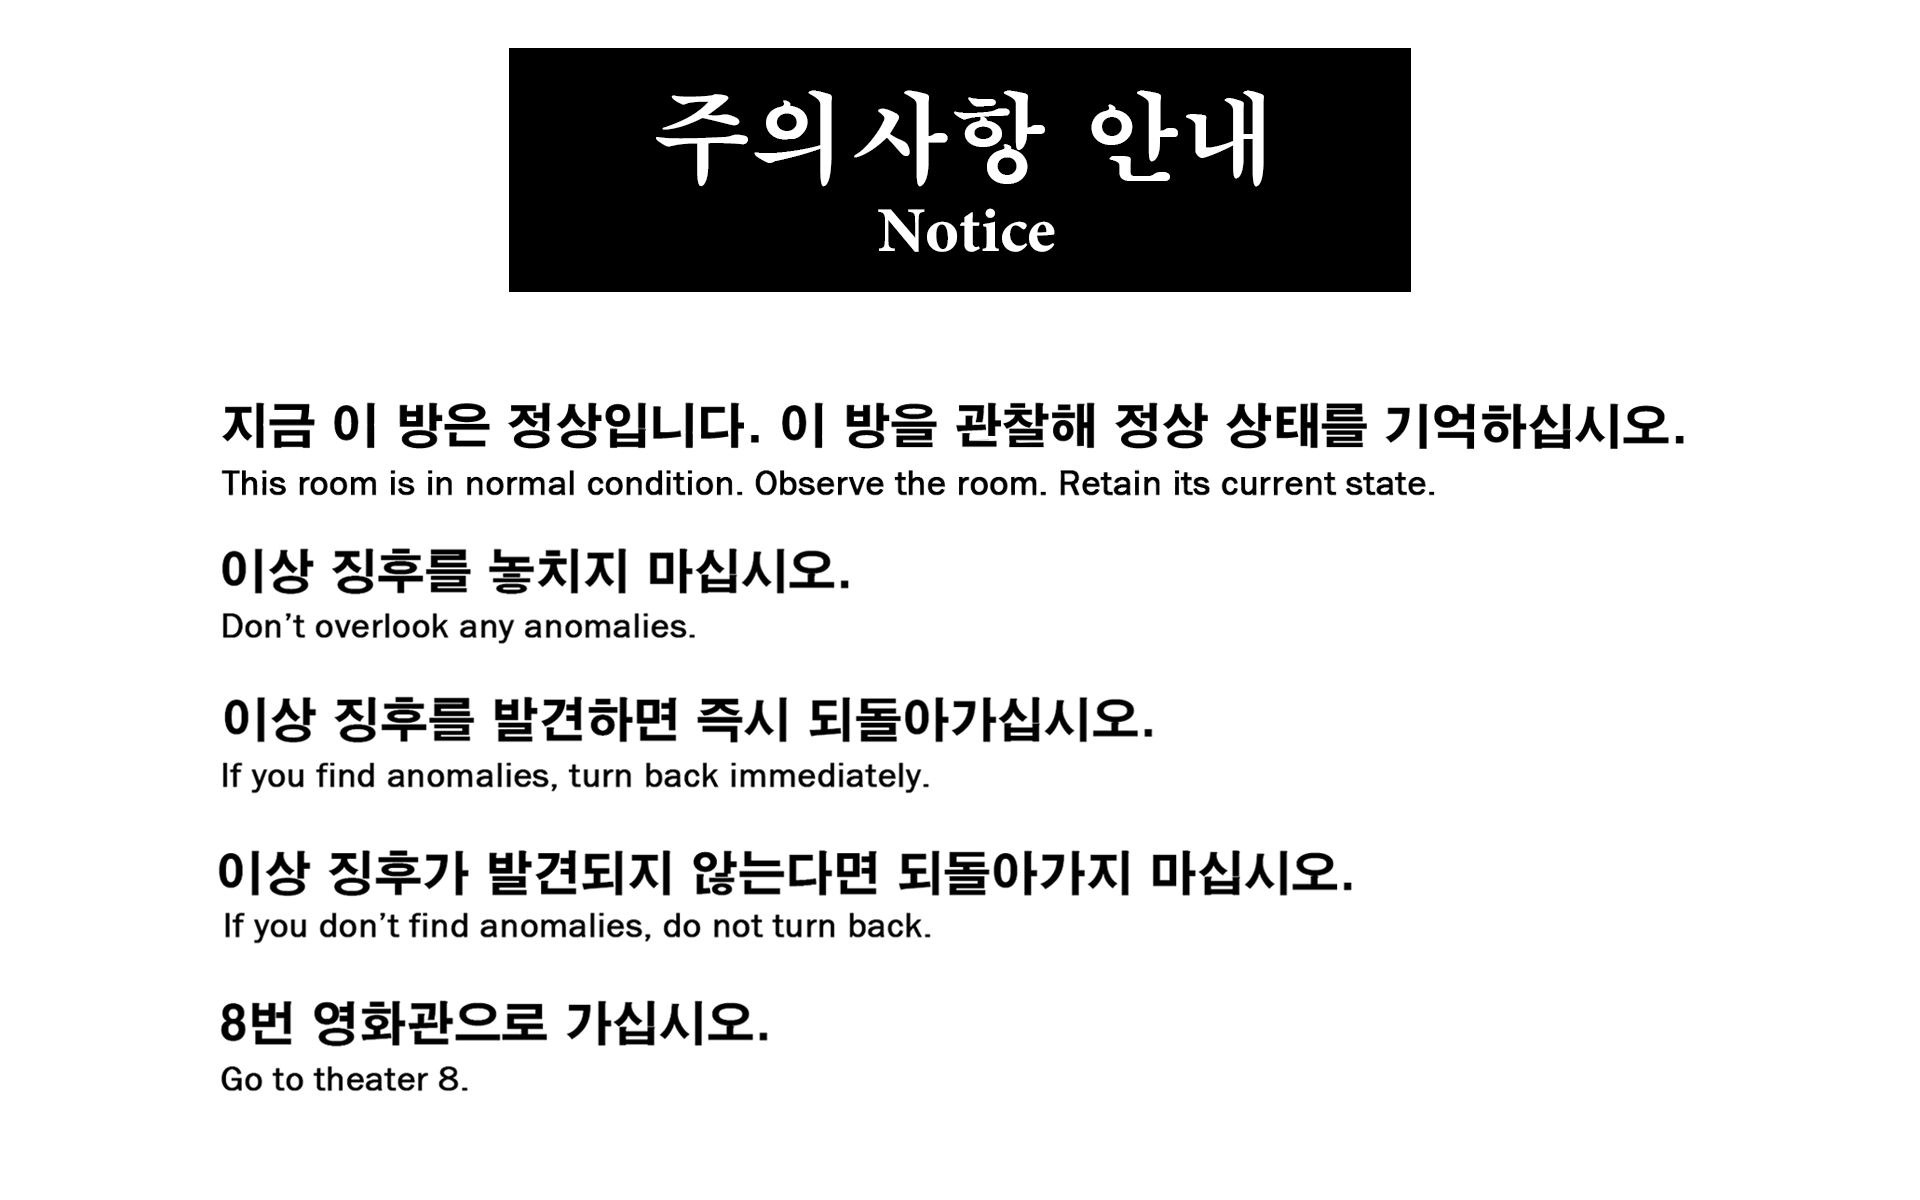 주의사항 안내
Notice
지금 이 방은 정상입니다. 이 방을 관찰해 정상 상태를 기억하십시오.
This room is in normal condition. Observe the room. Retain its current state.
이상 징후를 놓치지 마십시오.
Don’t overlook any anomalies.
이상 징후를 발견하면 즉시 되돌아가십시오.
If you find anomalies, turn back immediately.
이상 징후가 발견되지 않는다면 되돌아가지 마십시오.
If you don’t find anomalies, do not turn back.
8번 영화관으로 가십시오.
Go to theater 8.